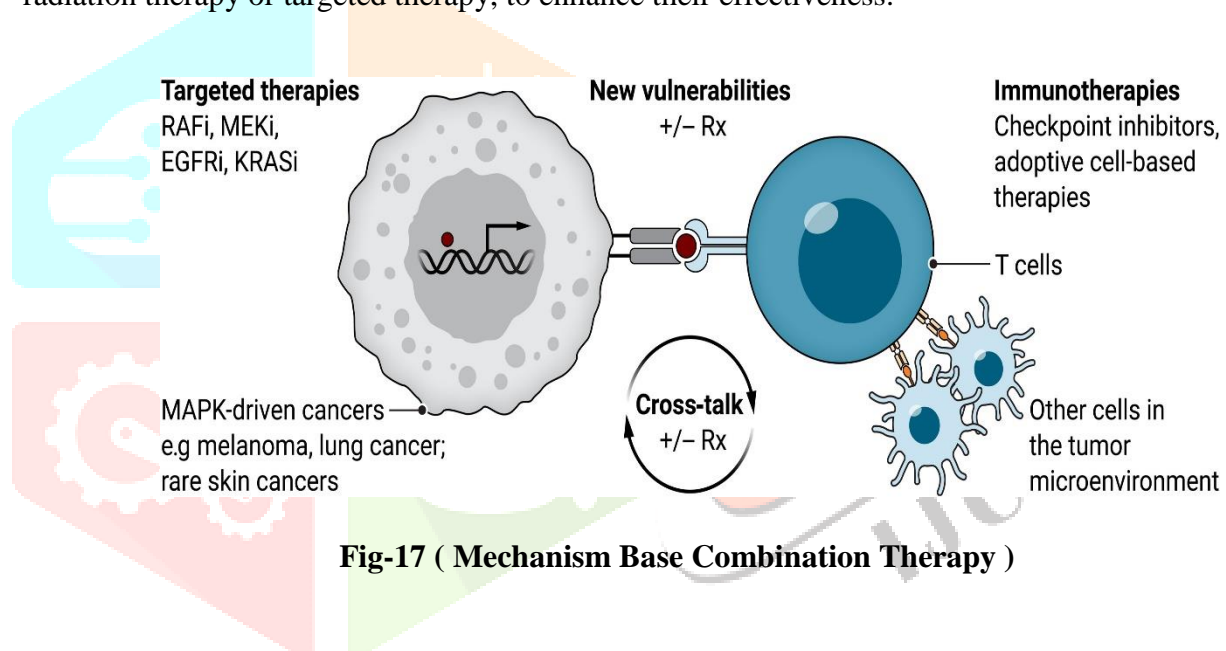 radiation therapy or targeted therapy, to enhance their effectiveness.
Targeted therapies
RAFi, MEKi,
EGFRi, KRASi
New vulnerabilities
+/– Rx
Immunotherapies
Checkpoint inhibitors,
adoptive cell-based
therapies
T cells
MAPK-driven cancers
e.g melanoma, lung cancer;
rare skin cancers
Cross-talk
+/– Rx
Other cells in
the tumor
microenvironment
Fig-17 ( Mechanism Base Combination Therapy )